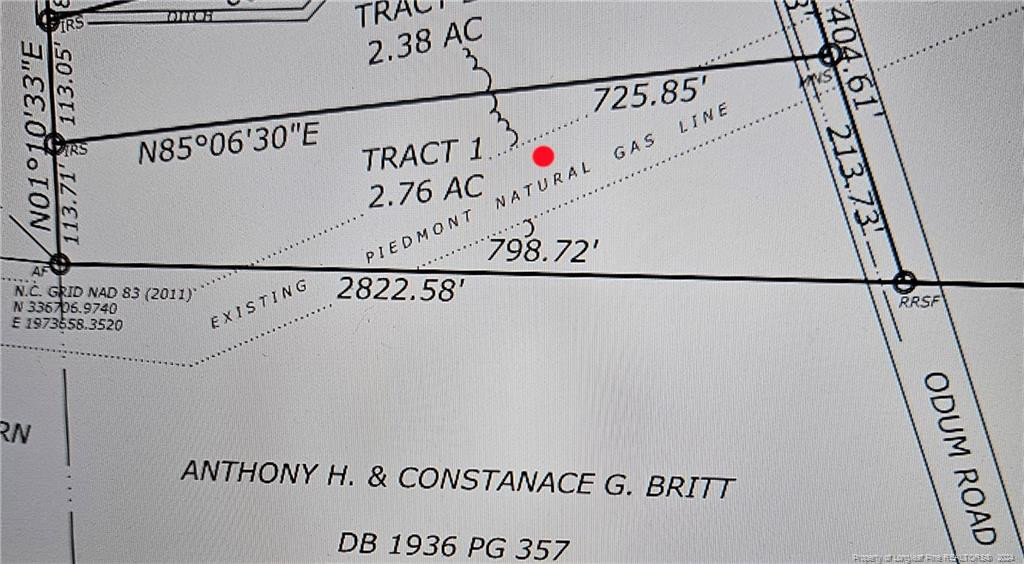 DITCH
IRS
TRACT
2.38 AC
404.61'
N01°10'33"E
113.05'
725.85'
MNS
IRS
N85°06'30"E
TRACT 1
2.76 AC
EXISTING PIEDMONT NATURAL GAS LINE
213.73'
113.71'
798.72'
AF
2822.58'
RRSF
N.C. GRID NAD 83 (2011)
N 336706.9740
E 1973658.3520
ODUM ROAD
RN
ANTHONY H. & CONSTANACE G. BRITT
DB 1936 PG 357
Property of Longleaf Pine REALTORS® 2024